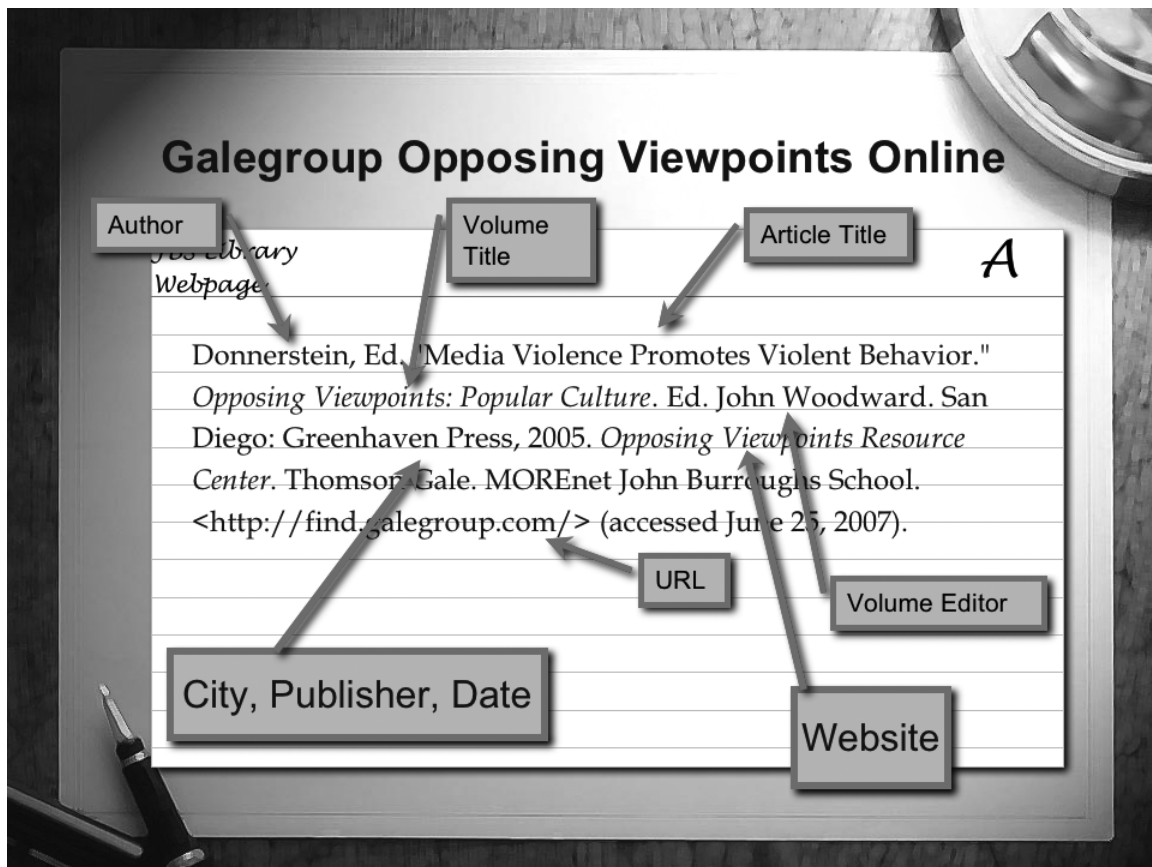 Galegroup Opposing Viewpoints Online
Author
Volume
Title
Article Title
JBS Library
Webpage
A
Donnerstein, Ed. "Media Violence Promotes Violent Behavior."
Opposing Viewpoints: Popular Culture. Ed. John Woodward. San
Diego: Greenhaven Press, 2005. Opposing Viewpoints Resource
Center. Thomson Gale. MOREnet John Burroughs School.
<http://find.galegroup.com/> (accessed June 25, 2007).
URL
Volume Editor
City, Publisher, Date
Website